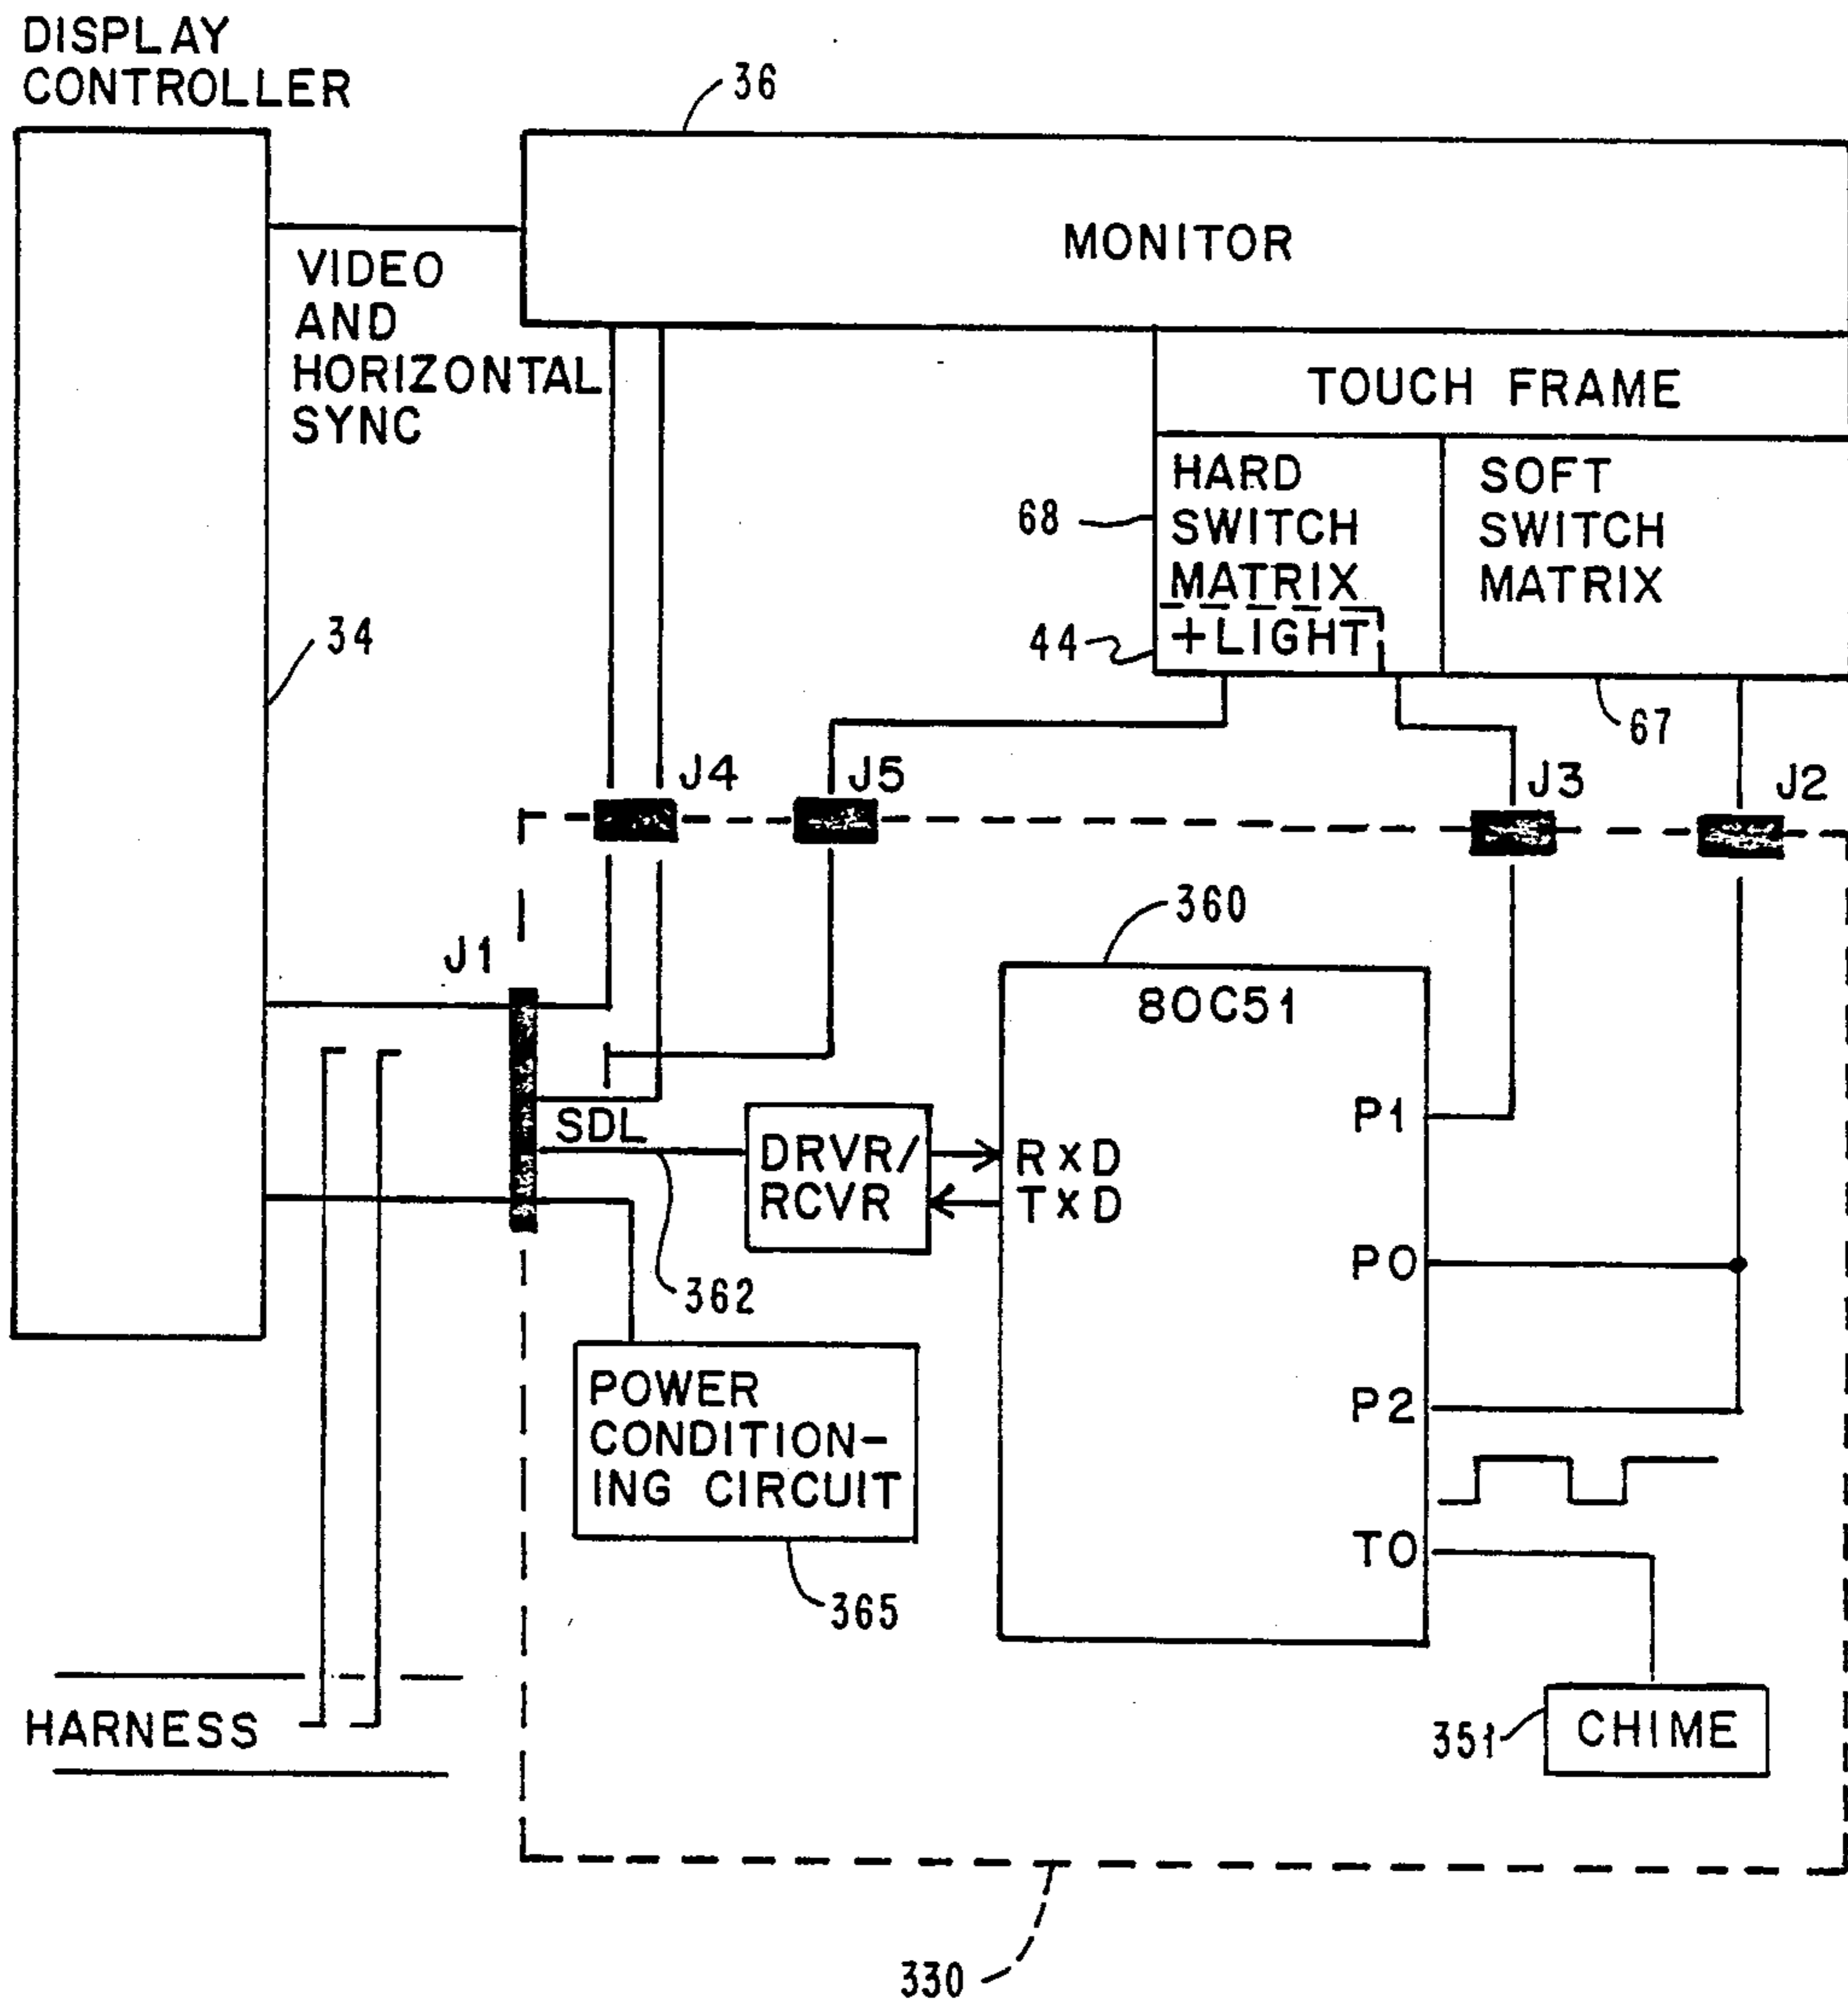 DISPLAY
CONTROLLER
36
MONITOR
VIDEO
AND
HORIZONTAL
SYNC
TOUCH FRAME
HARD
SWITCH
MATRIX
+LIGHT
SOFT
SWITCH
MATRIX
68
44
34
67
J4
J5
J3
J2
360
J1
80C51
SDL
DRVR/
RCVR
RXD
TXD
P1
P0
362
P2
POWER
CONDITION-
ING CIRCUIT
T0
365
HARNESS
351
CHIME
330